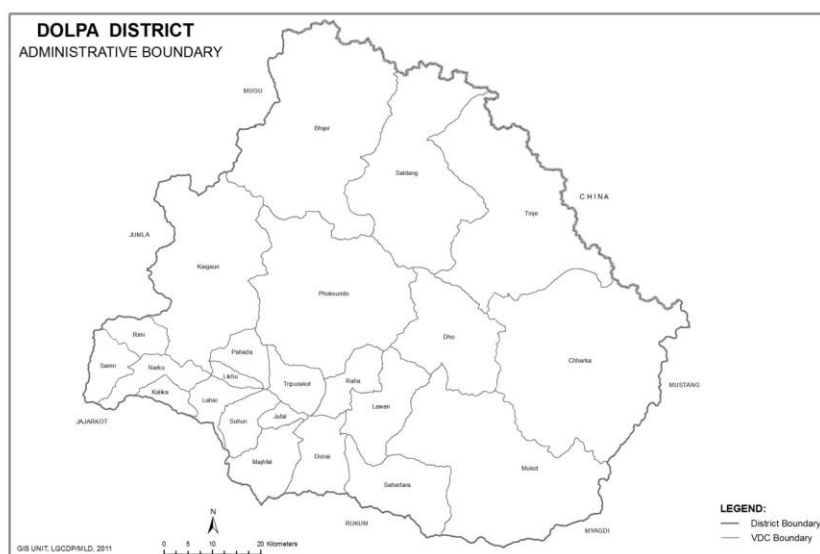 DOLPA DISTRICT
ADMINISTRATIVE BOUNDARY
MUGU
Bhijer
Saldang
CHINA
Tinje
JUMLA
Kaigaun
Phoksundo
Rimi
Dho
Pahada
Sarmi
Narku
Chharka
Likhu
Tripurakot
Raha
MUSTANG
Kalika
Lahai
Lawan
JAJARKOT
Suhun
Jufal
Majhfal
Dunai
Mukot
Sahartara
LEGEND:
District Boundary
VDC Boundary
N
RUKUM
MYAGDI
GIS UNIT, LGCDP/MLD, 2011
0 5 10 20 Kilometers